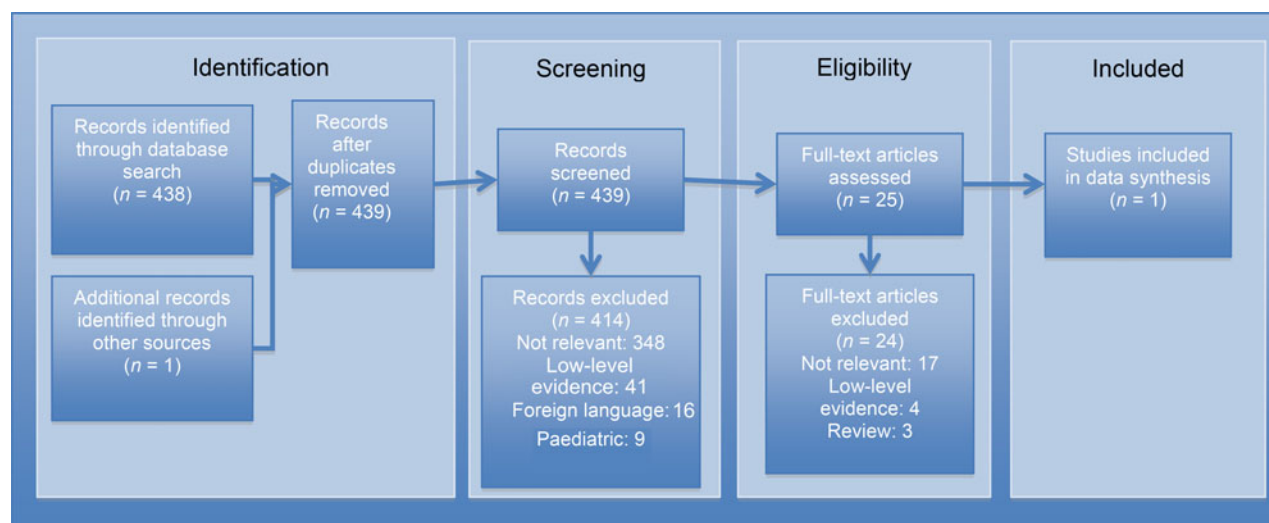 Identification
Records identified
through database
search
(n = 438)
Additional records
identified through
other sources
(n = 1)
Records
after
duplicates
removed
(n = 439)
Screening
Records
screened
(n = 439)
Records excluded
(n = 414)
Not relevant: 348
Low-level
evidence: 41
Foreign language: 16
Paediatric: 9
Eligibility
Full-text articles
assessed
(n = 25)
Full-text articles
excluded
(n = 24)
Not relevant: 17
Low-level
evidence: 4
Review: 3
Included
Studies included
in data synthesis
(n = 1)